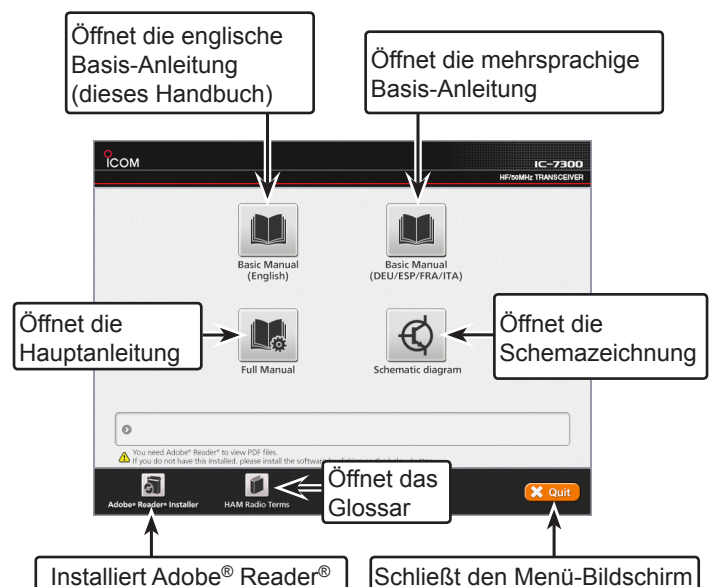 Öffnet die englische
Basis-Anleitung
(dieses Handbuch)
Öffnet die mehrsprachige
Basis-Anleitung
ICOM
IC-7300
HF/50MHz TRANSCEIVER
Basic Manual
(English)
Basic Manual
(DEU/ESP/FRA/ITA)
Öffnet die
Hauptanleitung
Full Manual
Schematic diagram
Öffnet die
Schemazeichnung
You need Adobe® Reader® to view PDF files.
If you do not have this installed, please install the software
Adobe® Reader® Installer
HAM Radio Terms
Öffnet das
Glossar
Quit
Installiert Adobe® Reader®
Schließt den Menü-Bildschirm